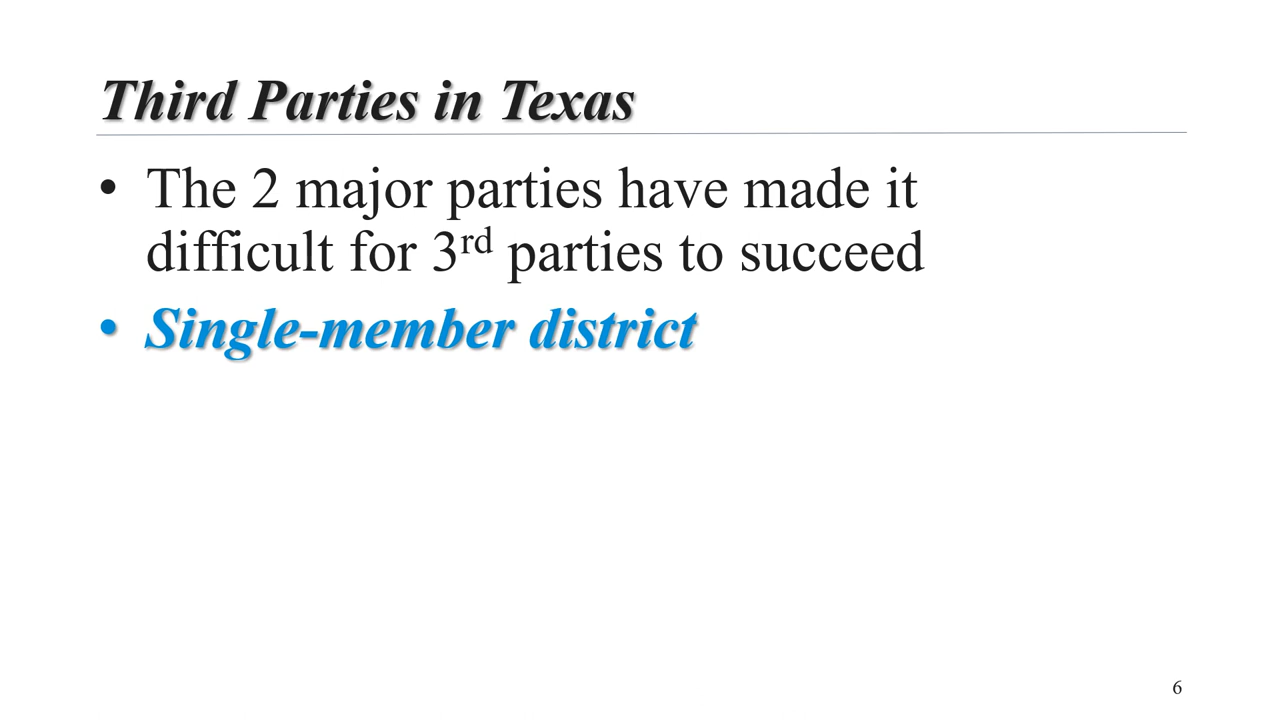 Third Parties in Texas
• The 2 major parties have made it
difficult for 3rd parties to succeed
• Single-member district
6